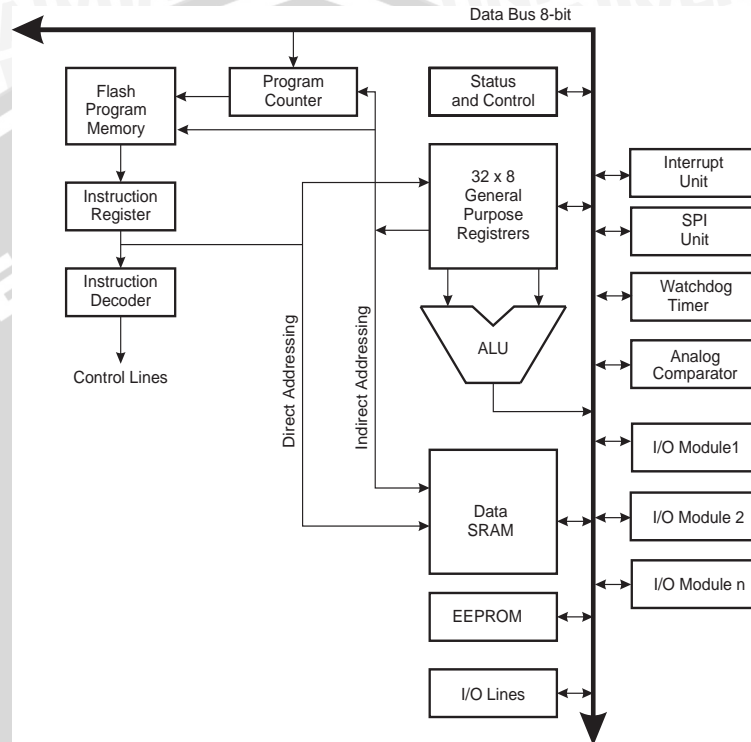 Data Bus 8-bit
Flash
Program
Memory
Program
Counter
Status
and Control
Interrupt
Unit
32 x 8
General
Purpose
Registrers
Instruction
Register
SPI
Unit
Instruction
Decoder
Watchdog
Timer
Direct Addressing
Indirect Addressing
ALU
Analog
Comparator
Control Lines
I/O Module1
Data
SRAM
I/O Module 2
I/O Module n
EEPROM
I/O Lines